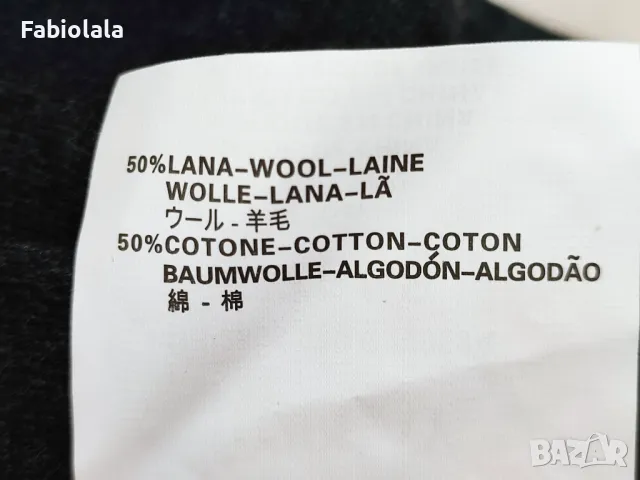 Fabiolala
50%LANA-WOOL-LAINE
WOLLE-LANA-LÃ
ウール - 羊毛
50%COTONE-COTTON-COTON
BAUMWOLLE-ALGODÓN-ALGODÃO
綿 - 棉
BAZAR